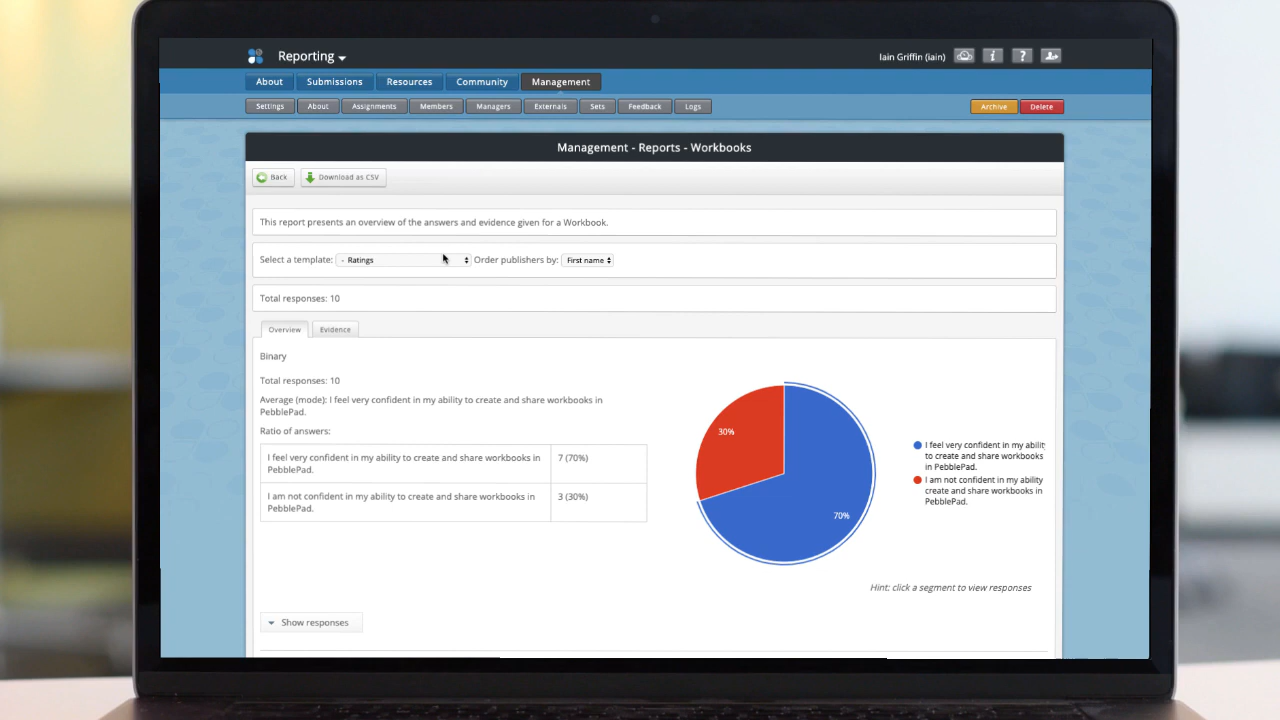 Reporting
Iain Griffin (iain)
About Submissions Resources Community Management
Settings About Assignments Members Managers Externals Sets Feedback Logs Archive Delete
Management - Reports - Workbooks
Back Download as CSV
This report presents an overview of the answers and evidence given for a Workbook.
Select a template: - Ratings Order publishers by: First name
Total responses: 10
Overview Evidence
Binary
Total responses: 10
Average (mode): I feel very confident in my ability to create and share workbooks in
PebblePad.
Ratio of answers:
I feel very confident in my ability to create and share workbooks in
PebblePad.
7 (70%)
I am not confident in my ability to create and share workbooks in
PebblePad.
3 (30%)
30%
70%
I feel very confident in my ability
to create and share workbooks
in PebblePad.
I am not confident in my ability
create and share workbooks in
PebblePad.
Hint: click a segment to view responses
Show responses